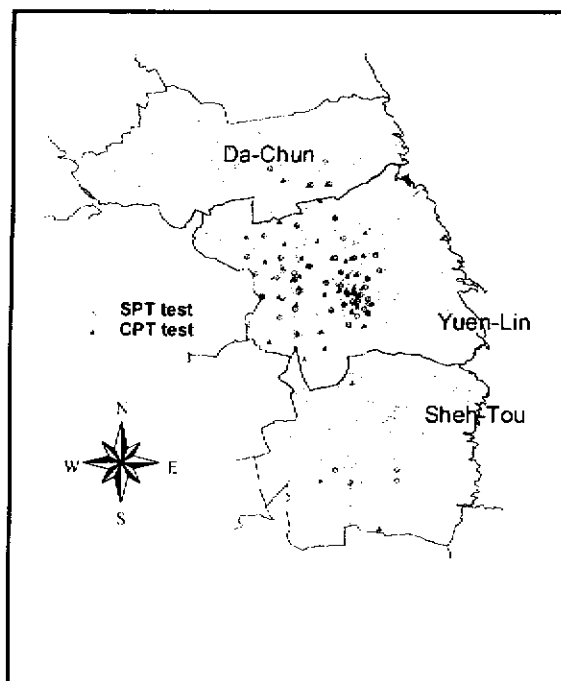 Da-Chun
SPT test
CPT test
Yuen-Lin
Sheh-Tou
N
W E
S